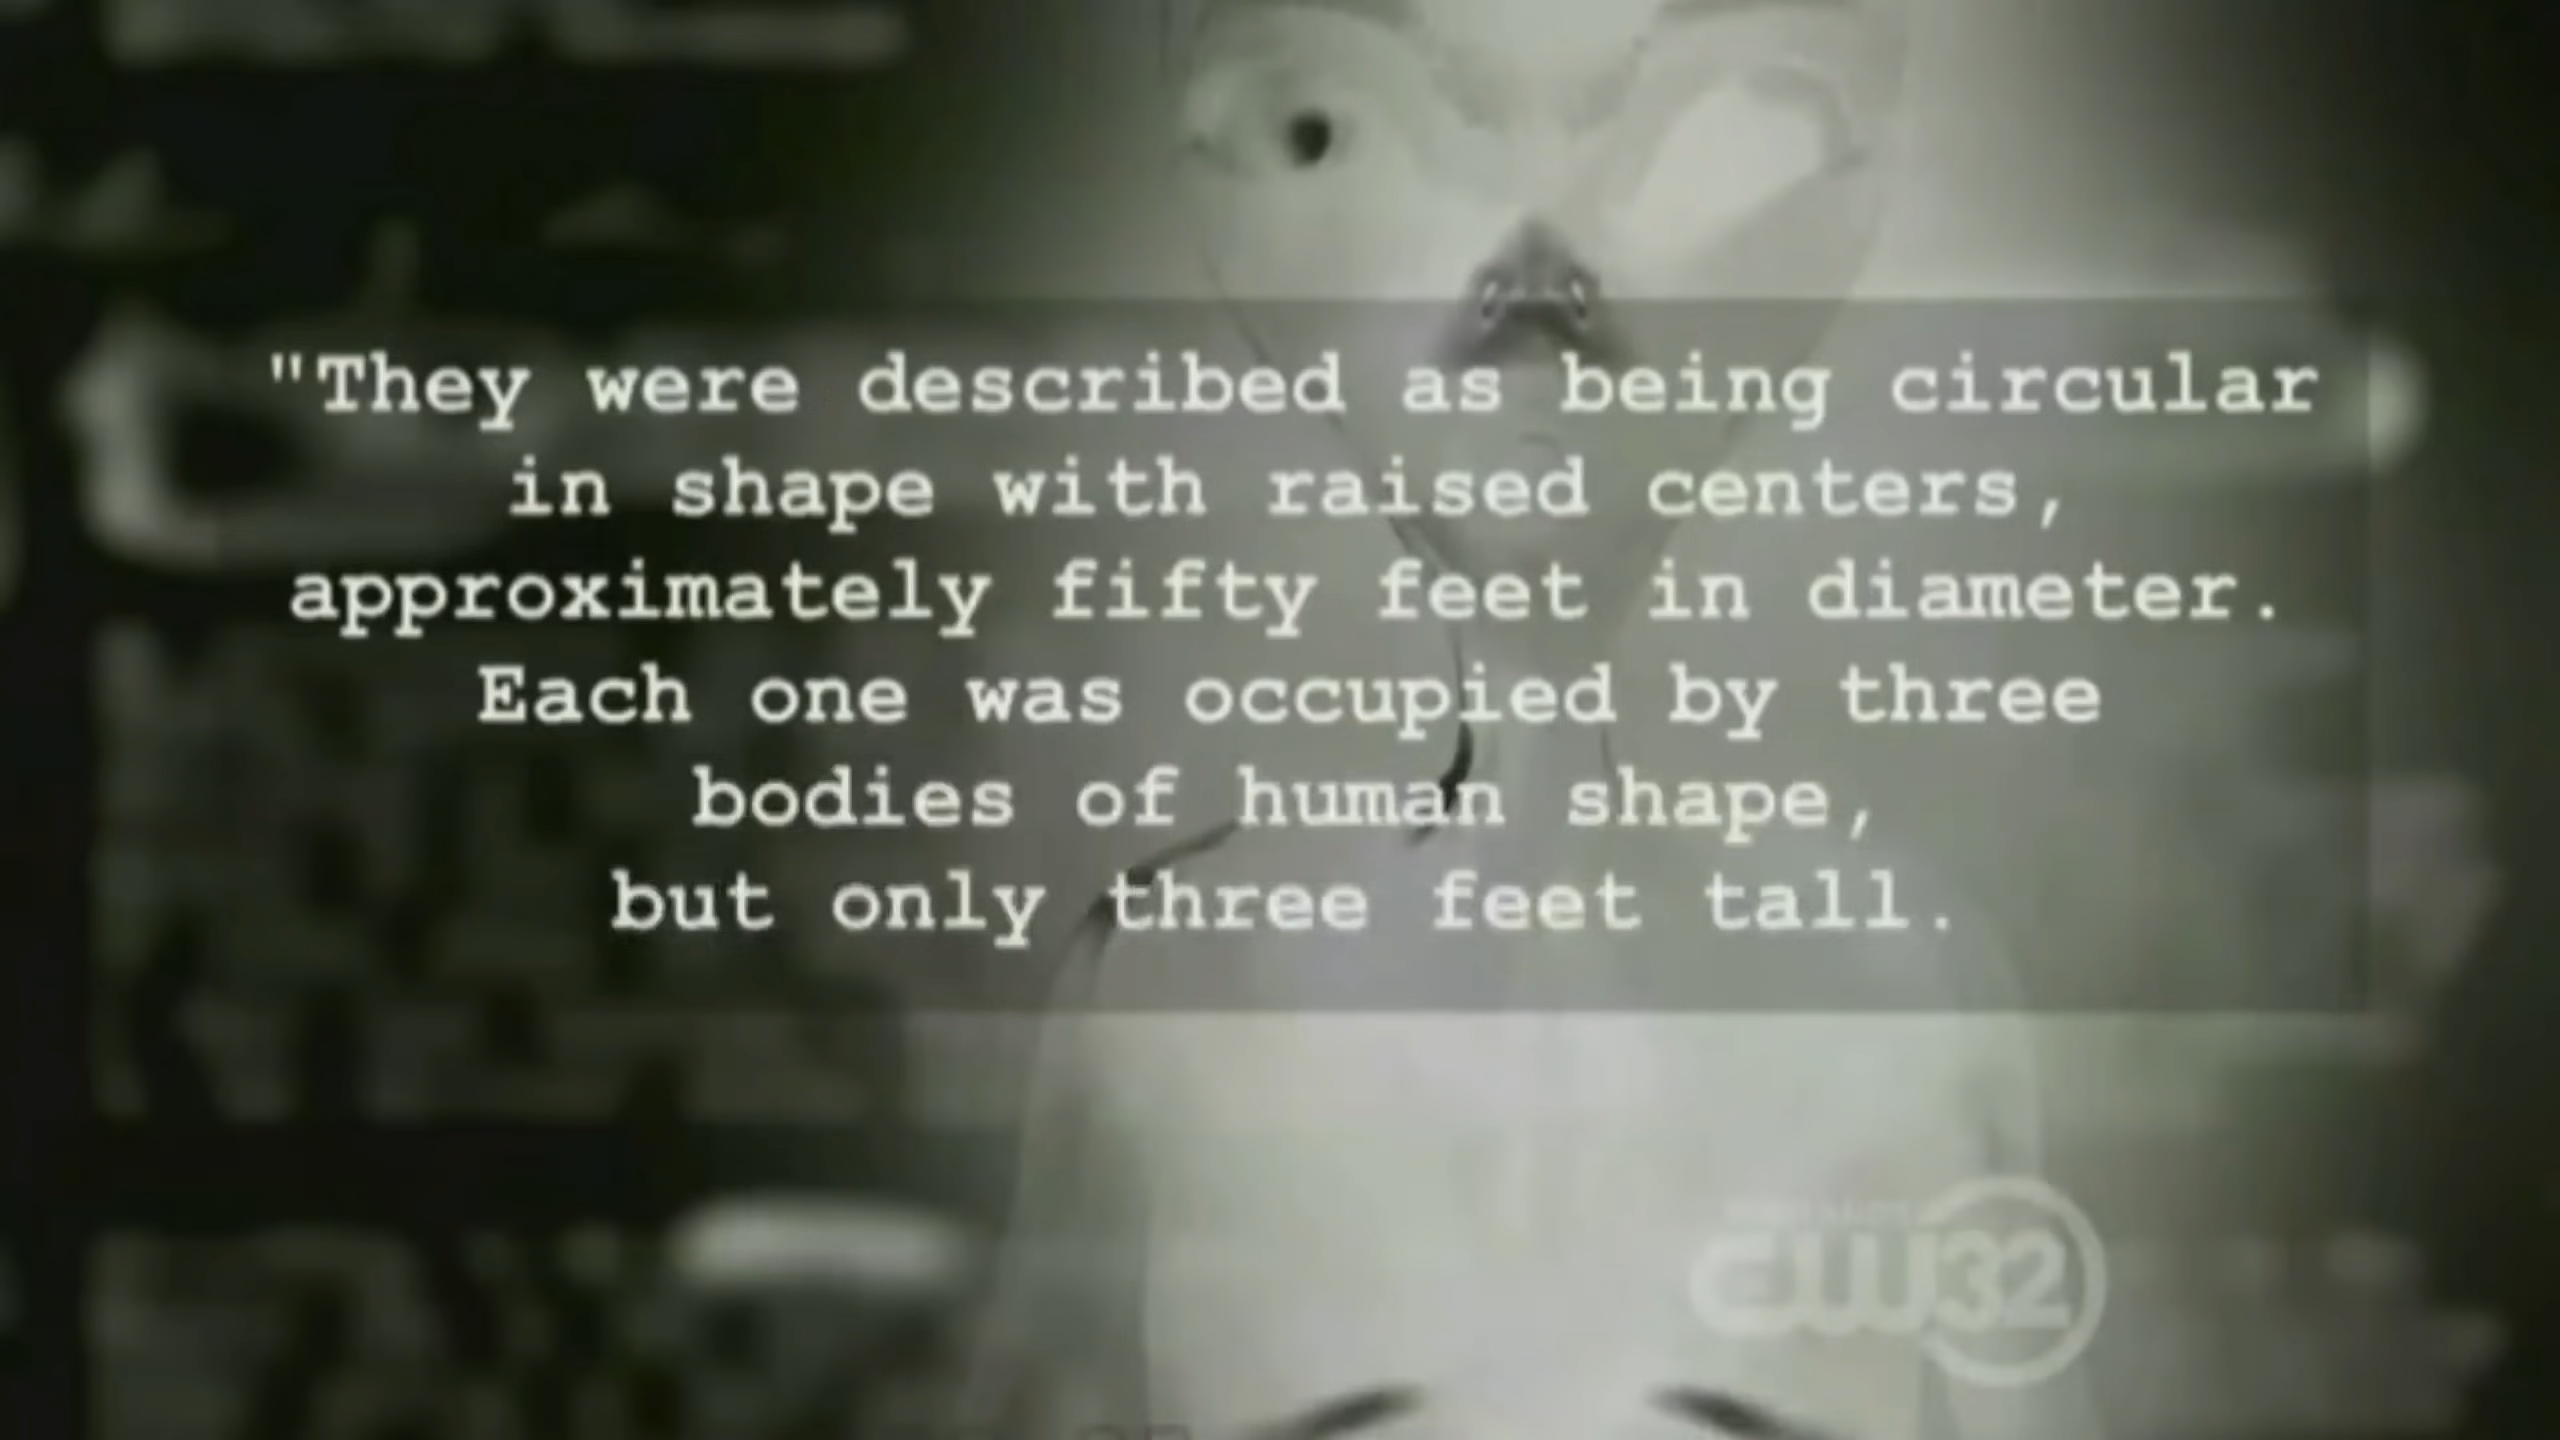 "They were described as being circular
in shape with raised centers,
approximately fifty feet in diameter.
Each one was occupied by three
bodies of human shape,
but only three feet tall.
CW32